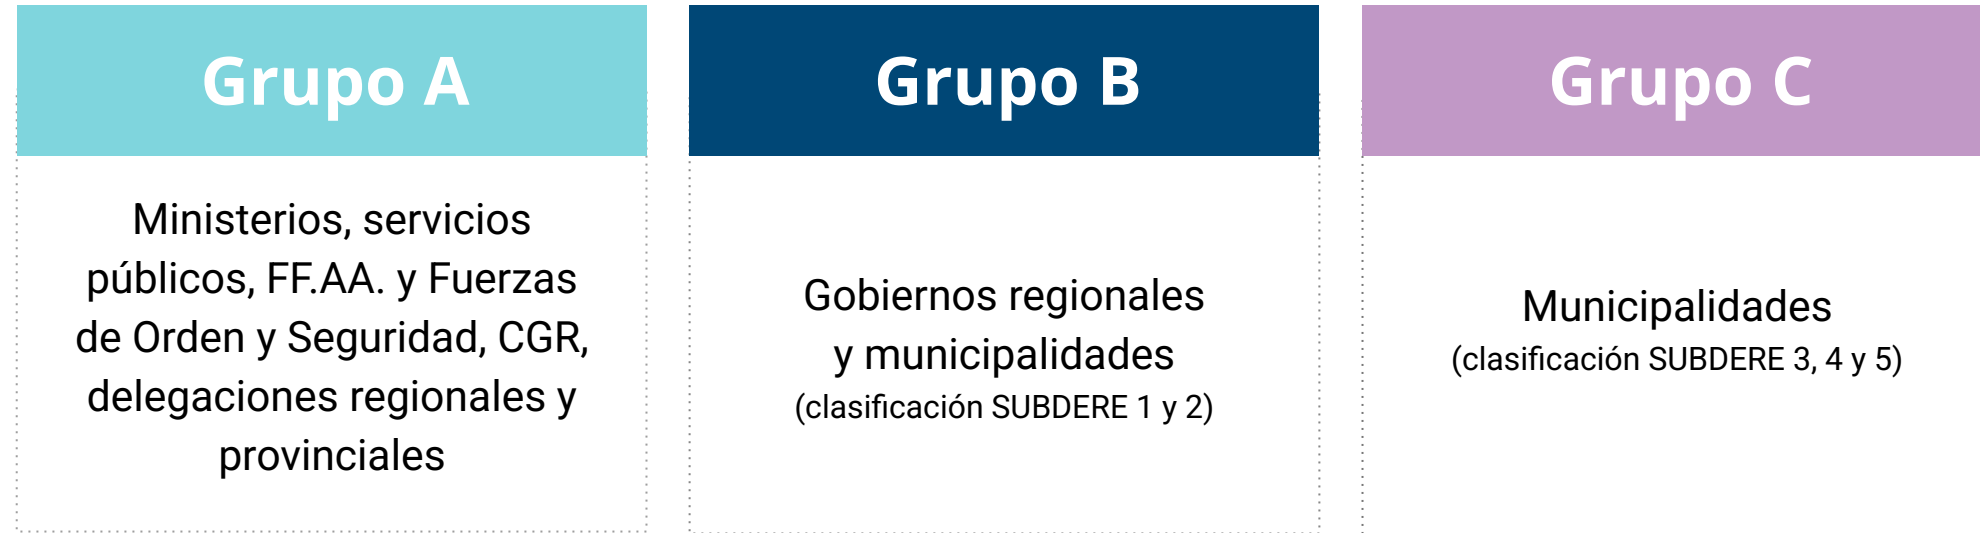 Grupo A
Ministerios, servicios
públicos, FF.AA. y Fuerzas
de Orden y Seguridad, CGR,
delegaciones regionales y
provinciales
Grupo B
Gobiernos regionales
y municipalidades
(clasificación SUBDERE 1 y 2)
Grupo C
Municipalidades
(clasificación SUBDERE 3, 4 y 5)